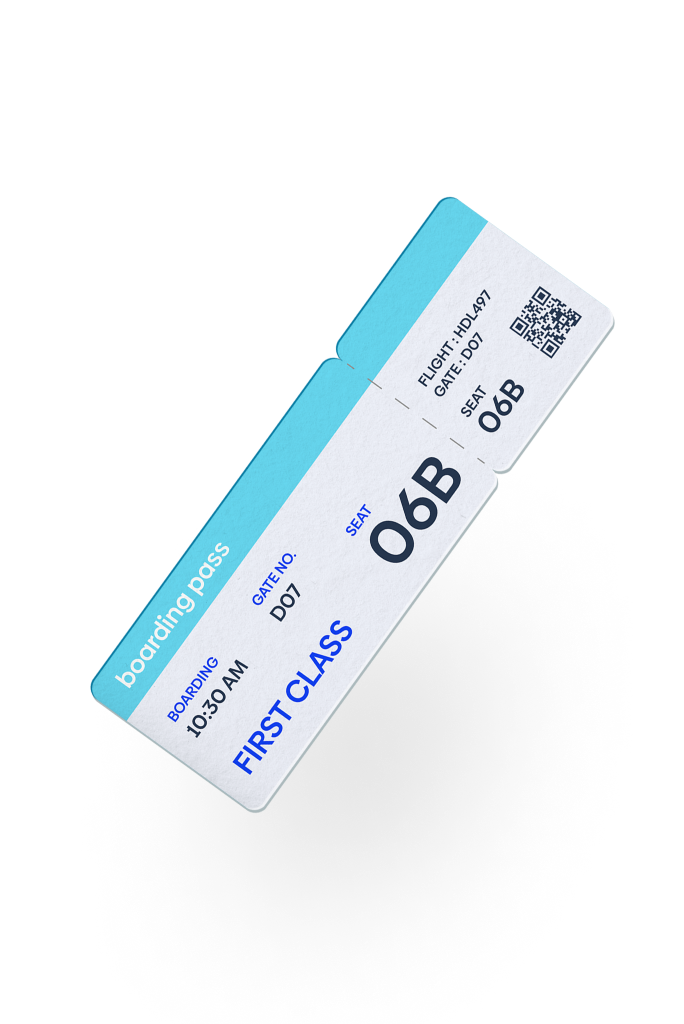 boarding pass
BOARDING
10:30 AM
GATE NO.
D07
SEAT
06B
FIRST CLASS
FLIGHT : HDL497
GATE : D07
SEAT
06B